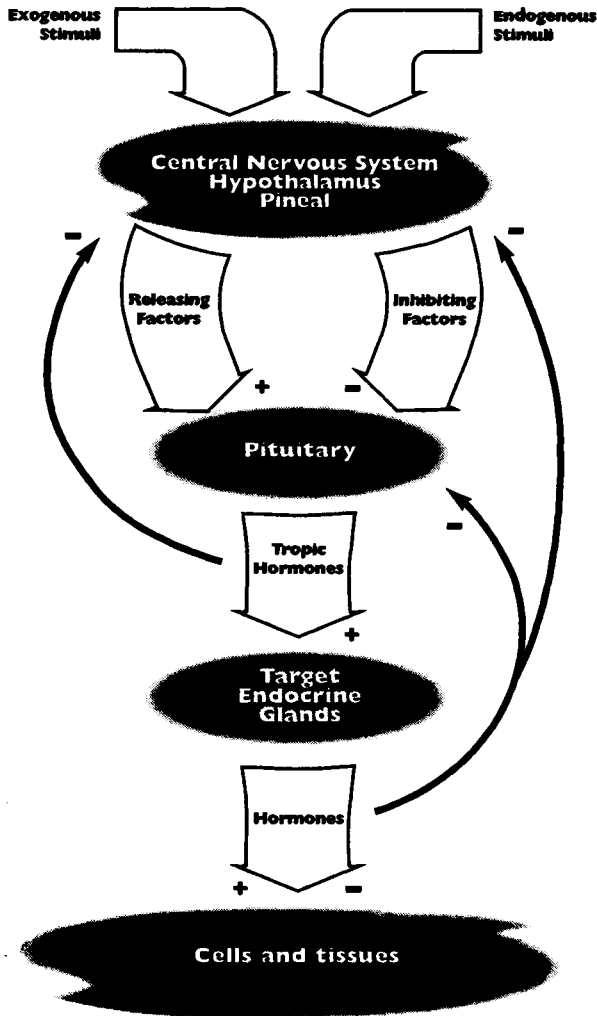 Exogenous
Stimuli
Endogenous
Stimuli
Central Nervous System
Hypothalamus
Pineal
–
–
Releasing
Factors
Inhibiting
Factors
+
–
Pituitary
–
Tropic
Hormones
+
Target
Endocrine
Glands
Hormones
+
–
Cells and tissues